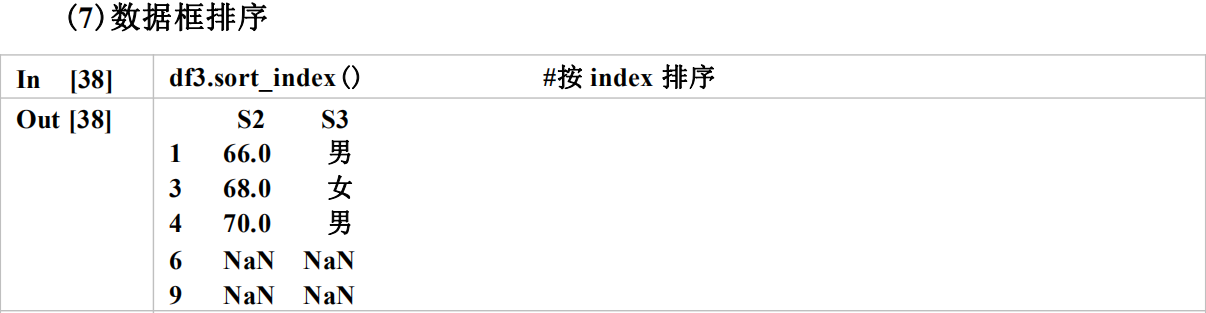 (7)数据框排序
In [38] df3.sort_index() #按 index 排序
Out [38] S2 S3
1 66.0 男
3 68.0 女
4 70.0 男
6 NaN NaN
9 NaN NaN